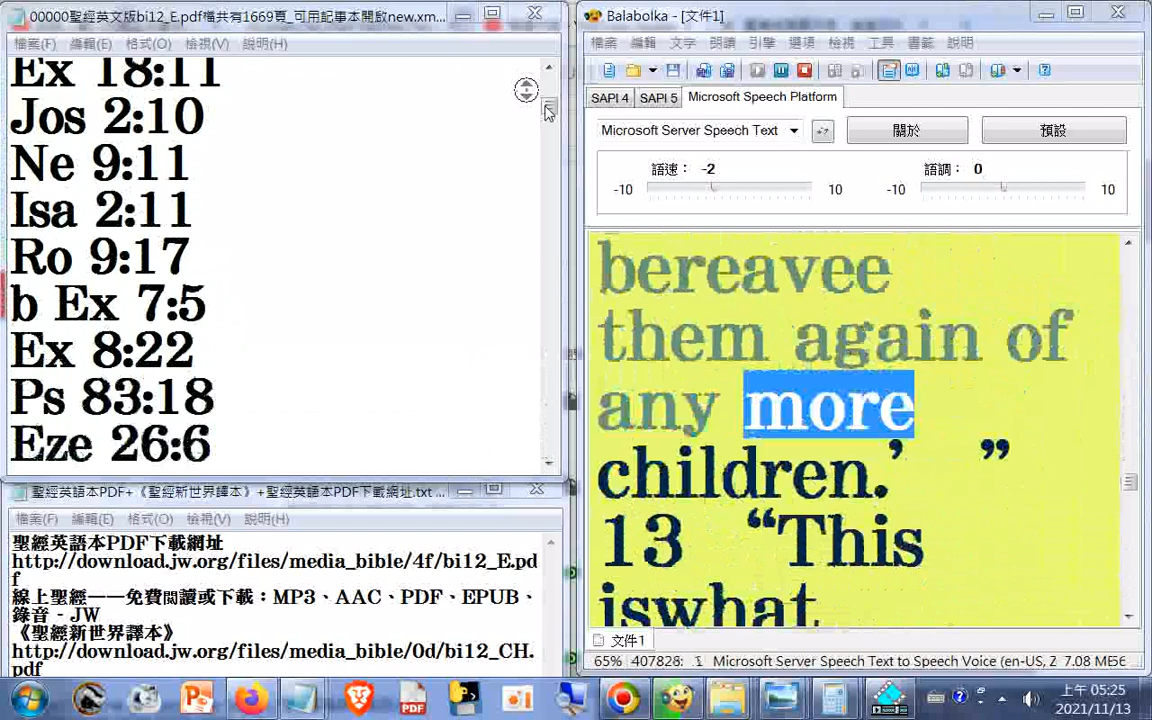 00000聖經英文版bi12_E.pdf檔共有1669頁_可用記事本開啟new.xm...
檔案(F) 編輯(E) 格式(O) 檢視(V) 說明(H)
Ex 18:11
Jos 2:10
Ne 9:11
Isa 2:11
Ro 9:17
b Ex 7:5
Ex 8:22
Ps 83:18
Eze 26:6
聖經英語本PDF+《聖經新世界譯本》+聖經英語本PDF下載網址.txt ...
檔案(F) 編輯(E) 格式(O) 檢視(V) 說明(H)
聖經英語本PDF下載網址
http://download.jw.org/files/media_bible/4f/bi12_E.pd
f
線上聖經——免費閱讀或下載：MP3、AAC、PDF、EPUB、
錄音 - JW
《聖經新世界譯本》
http://download.jw.org/files/media_bible/0d/bi12_CH.
pdf
Balabolka - [文件1]
檔案 編輯 文字 朗讀 引擎 選項 檢視 工具 書籤 說明
SAPI 4 SAPI 5 Microsoft Speech Platform
Microsoft Server Speech Text 關於 預設
語速： -2 語調： 0
-10 10 -10 10
bereavee
them again of
any more
children.’ ”
13 “This
iswhat
文件1
65% 407828: 1 Microsoft Server Speech Text to Speech Voice (en-US, Z 7.08 ME56
上午 05:25
2021/11/13